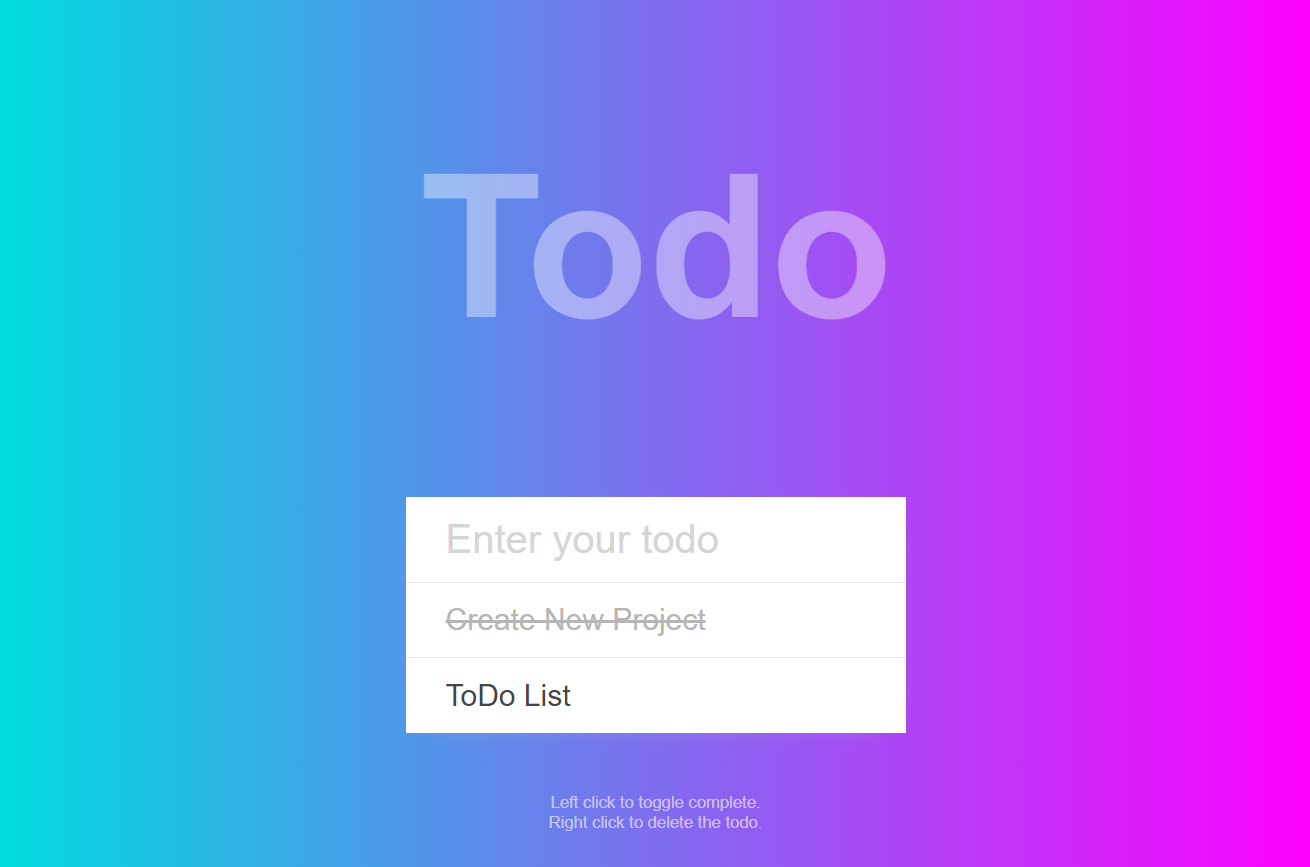 Todo
Enter your todo
Create New Project
ToDo List
Left click to toggle complete.
Right click to delete the todo.